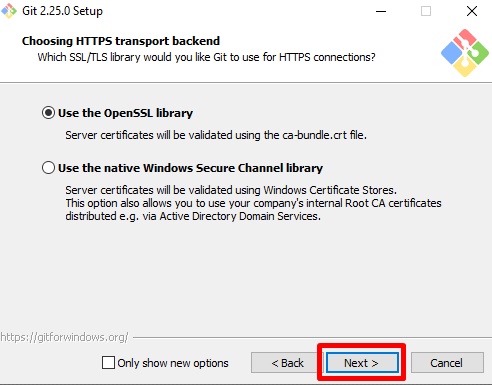 Git 2.25.0 Setup
Choosing HTTPS transport backend
Which SSL/TLS library would you like Git to use for HTTPS connections?
Use the OpenSSL library
Server certificates will be validated using the ca-bundle.crt file.
Use the native Windows Secure Channel library
Server certificates will be validated using Windows Certificate Stores.
This option also allows you to use your company's internal Root CA certificates
distributed e.g. via Active Directory Domain Services.
https://gitforwindows.org/
Only show new options
< Back
Next >
Cancel